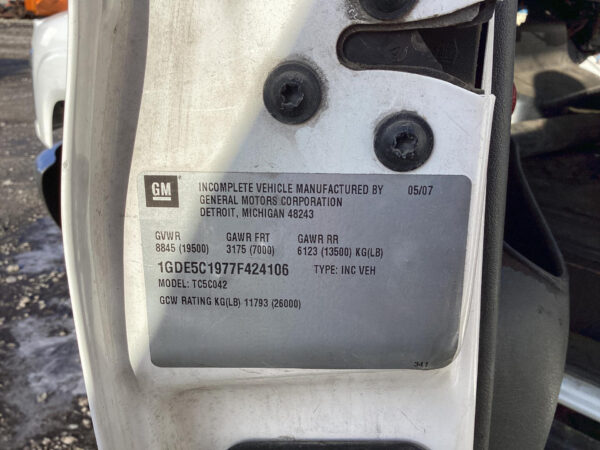 GM INCOMPLETE VEHICLE MANUFACTURED BY 05/07
GENERAL MOTORS CORPORATION
DETROIT, MICHIGAN 48243
GVWR GAWR FRT GAWR RR
8845 (19500) 3175 (7000) 6123 (13500) KG(LB)
1GDE5C1977F424106 TYPE: INC VEH
MODEL: TC5C042
GCW RATING KG(LB) 11793 (26000)
341